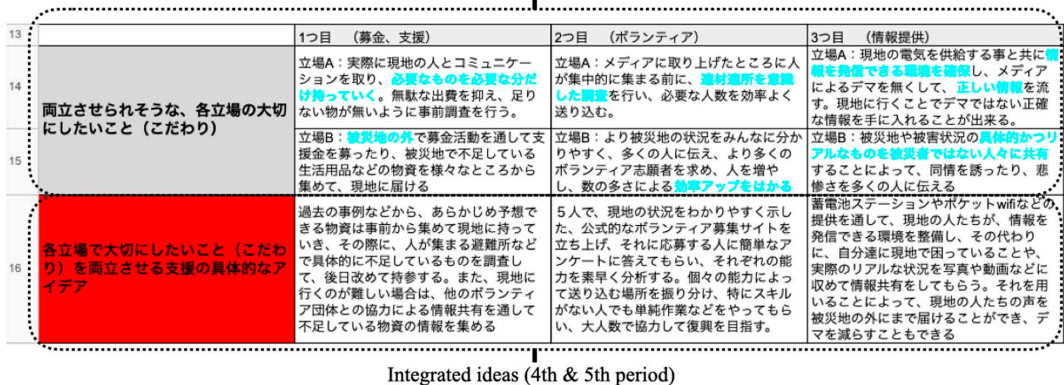 13
1つ目　（募金、支援）
2つ目　（ボランティア）
3つ目　（情報提供）
14
両立させられそうな、各立場の大切
にしたいこと（こだわり）
立場A：実際に現地の人とコミュニケー
ションを取り、必要なものを必要な分だ
け持っていく。無駄な出費を抑え、足り
ない物が無いように事前調査を行う。
立場A：メディアに取り上げたところに人
が集中的に集まる前に、適材適所を意識
した調査を行い、必要な人数を効率よく
送り込む。
立場A：現地の電気を供給する事と共に情
報を発信できる環境を確保し、メディア
によるデマを無くして、正しい情報を流
す。現地に行くことでデマではない正確
な情報を手に入れることが出来る。
15
立場B：被災地の外で募金活動を通して支
援金を募ったり、被災地で不足している
生活用品などの物資を様々なところから
集めて、現地に届ける
立場B：より被災地の状況をみんなに分か
りやすく、多くの人に伝え、より多くの
ボランティア志願者を求め、人を増や
し、数の多さによる効率アップをはかる
立場B：被災地や被害状況の具体的かつリ
アルなものを被災者ではない人々に共有
することによって、同情を誘ったり、悲
惨さを多くの人に伝える
16
各立場で大切にしたいこと（こだわ
り）を両立させる支援の具体的なア
イデア
過去の事例などから、あらかじめ予想で
きる物資は事前から集めて現地に持って
いき、その際に、人が集まる避難所など
で具体的に不足しているものを調査し
て、後日改めて持参する。また、現地に
行くのが難しい場合は、他のボランティ
ア団体との協力による情報共有を通して
不足している物資の情報を集める
５人で、現地の状況をわかりやすく示し
た、公式的なボランティア募集サイトを
立ち上げ、それに応募する人に簡単なア
ンケートに答えてもらい、それぞれの能
力を素早く分析する。個々の能力によっ
て送り込む場所を振り分け、特にスキル
がない人でも単純作業などをやってもら
い、大人数で協力して復興を目指す。
蓄電池ステーションやポケットwifiなどの
提供を通して、現地の人たちが、情報を
発信できる環境を整備し、その代わり
に、自分達に現地で困っていることや、
実際のリアルな状況を写真や動画などに
収めて情報共有をしてもらう。それを用
いることによって、現地の人たちの声を
被災地の外にまで届けることができ、デ
マを減らすこともできる
Integrated ideas (4th & 5th period)